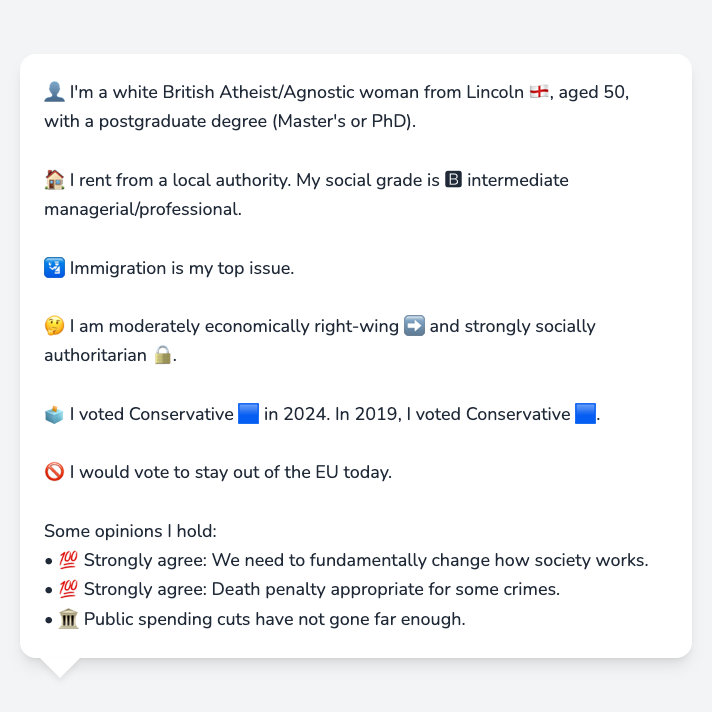 👤 I'm a white British Atheist/Agnostic woman from Lincoln 🏴󠁧󠁢󠁥󠁮󠁧󠁿, aged 50,
with a postgraduate degree (Master's or PhD).
🏠 I rent from a local authority. My social grade is 🅱 intermediate
managerial/professional.
🛂 Immigration is my top issue.
🤔 I am moderately economically right-wing ➡️ and strongly socially
authoritarian 🔒.
🗳️ I voted Conservative 🟦 in 2024. In 2019, I voted Conservative 🟦.
🚫 I would vote to stay out of the EU today.
Some opinions I hold:
• 💯 Strongly agree: We need to fundamentally change how society works.
• 💯 Strongly agree: Death penalty appropriate for some crimes.
• 🏛️ Public spending cuts have not gone far enough.